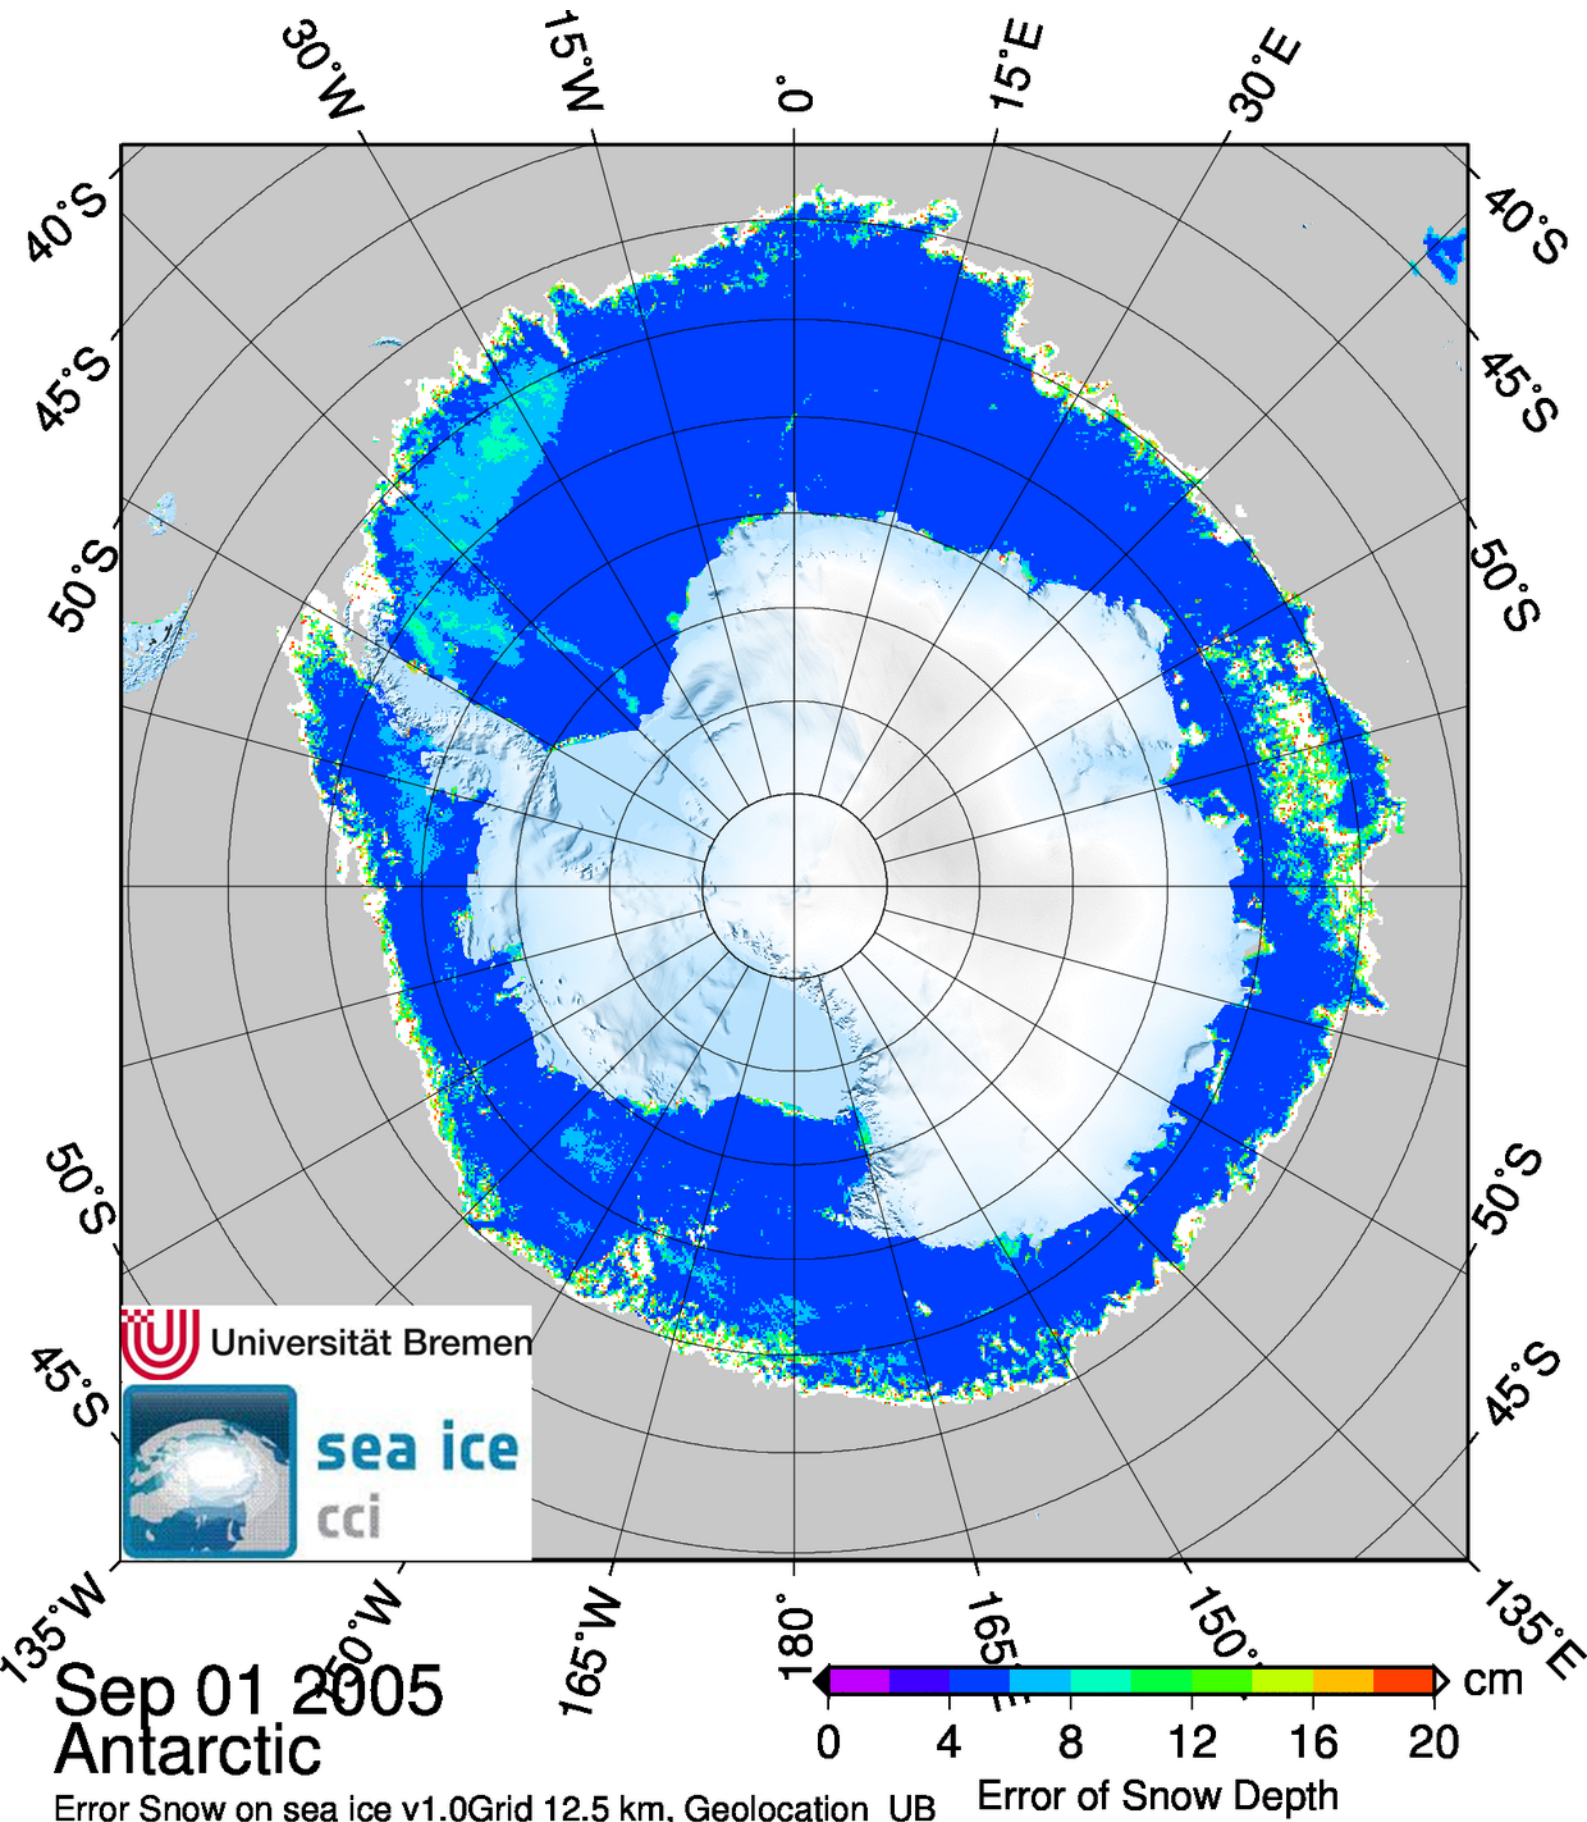 30°W 15°W 0° 15°E 30°E
40°S 40°S
45°S 45°S
50°S 50°S
50°S 50°S
45°S 45°S
Universität Bremen
sea ice
cci
135°W 165°W 180° 135°E
Sep 01 2005
Antarctic
Error Snow on sea ice v1.0Grid 12.5 km, Geolocation UB
cm
0 4 8 12 16 20
Error of Snow Depth